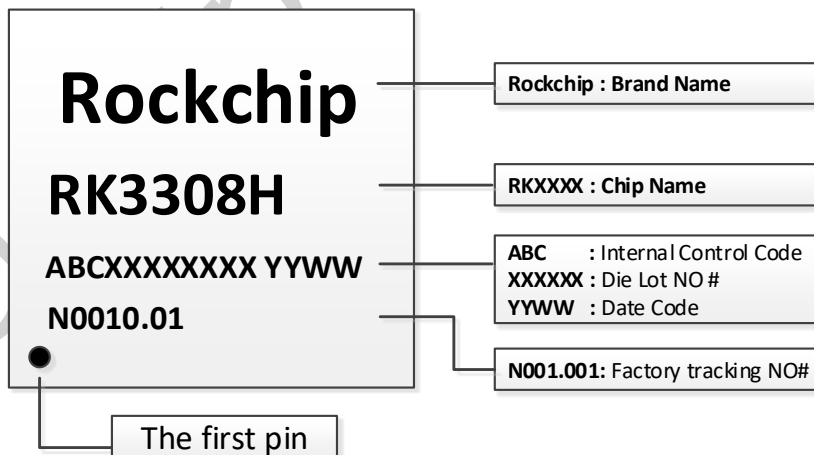 Rockchip
RK3308H
ABCXXXXXXXX YYWW
N0010.01
The first pin
Rockchip : Brand Name
RKXXXX : Chip Name
ABC : Internal Control Code
XXXXXX : Die Lot NO #
YYWW : Date Code
N001.001: Factory tracking NO#